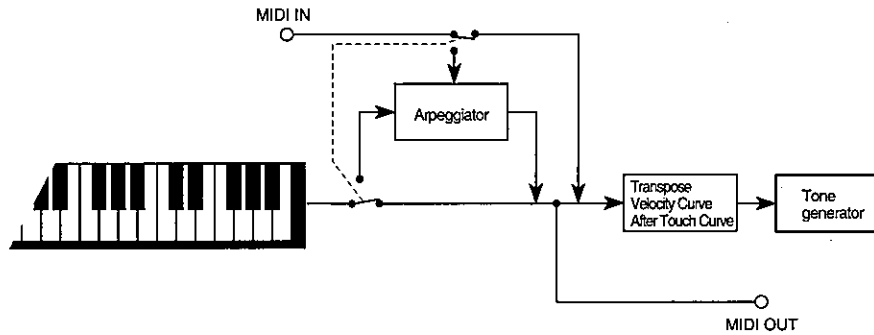 MIDI IN
Arpeggiator
Transpose
Velocity Curve
After Touch Curve
Tone
generator
MIDI OUT